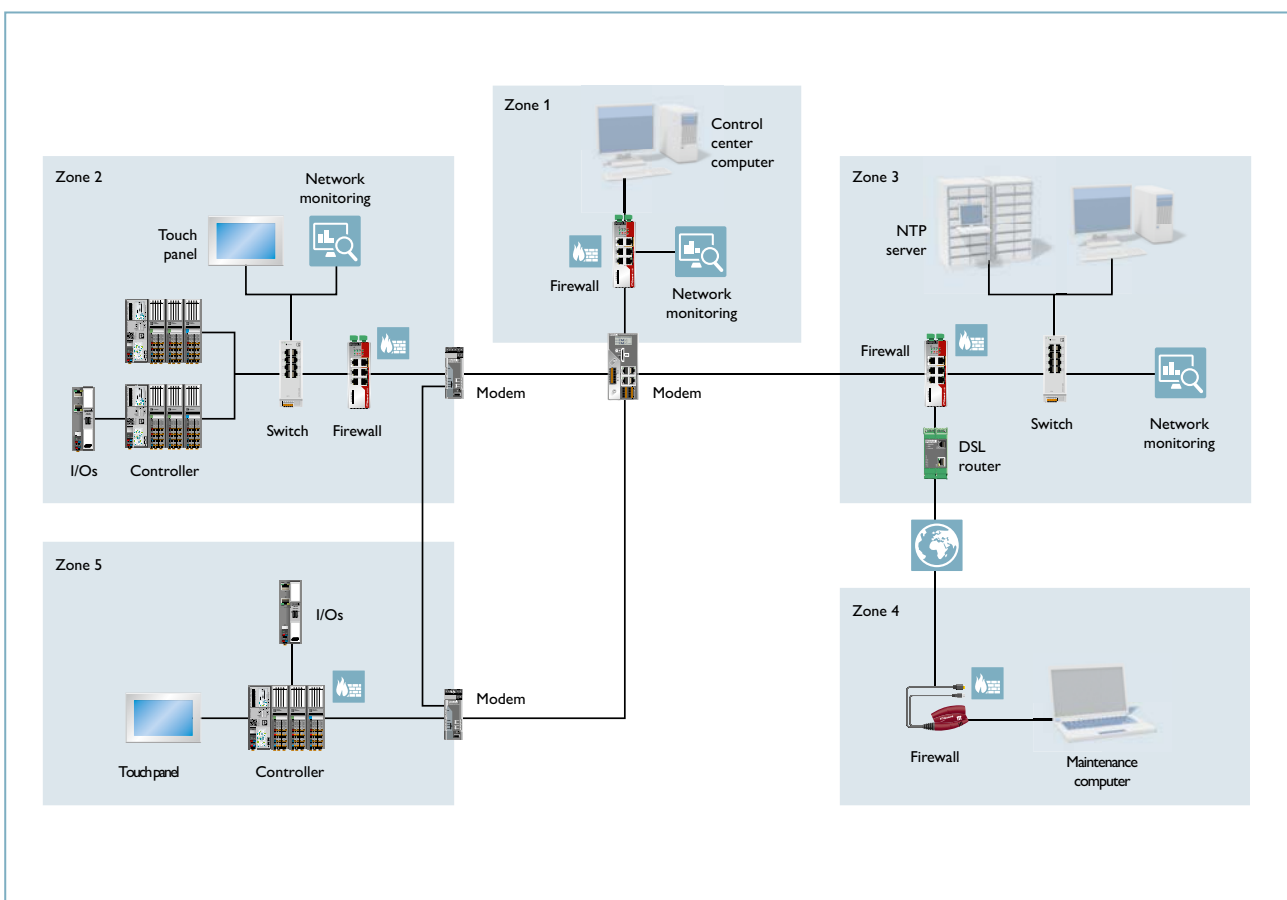 Zone 1
Control
center
computer
Firewall
Network
monitoring
Modem
Zone 2
Network
monitoring
Touch
panel
Switch
Firewall
Modem
I/Os
Controller
Zone 3
NTP
server
Firewall
Switch
Network
monitoring
DSL
router
Zone 5
I/Os
Modem
Touch panel
Controller
Zone 4
Firewall
Maintenance
computer